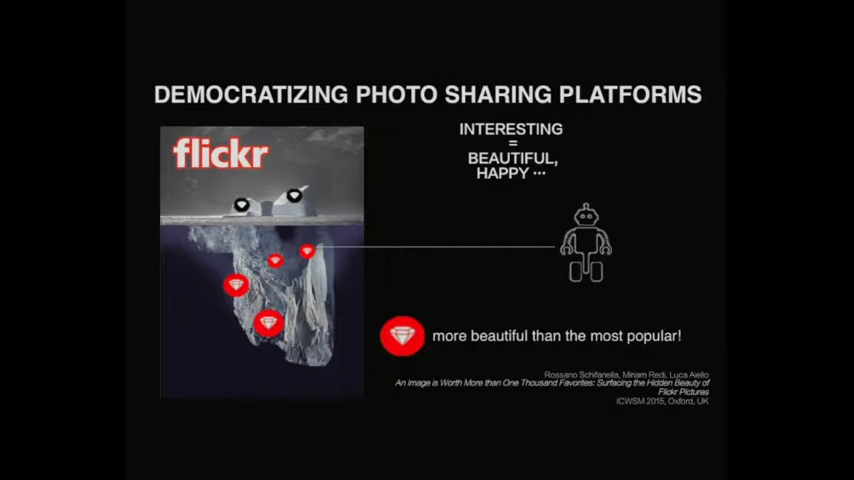 DEMOCRATIZING PHOTO SHARING PLATFORMS
flickr
INTERESTING
=
BEAUTIFUL,
HAPPY ...
more beautiful than the most popular!
Rossano Schifanella, Miriam Redi, Luca Aiello
An Image is Worth More than One Thousand Favorites: Surfacing the Hidden Beauty of
Flickr Pictures
ICWSM 2015, Oxford, UK